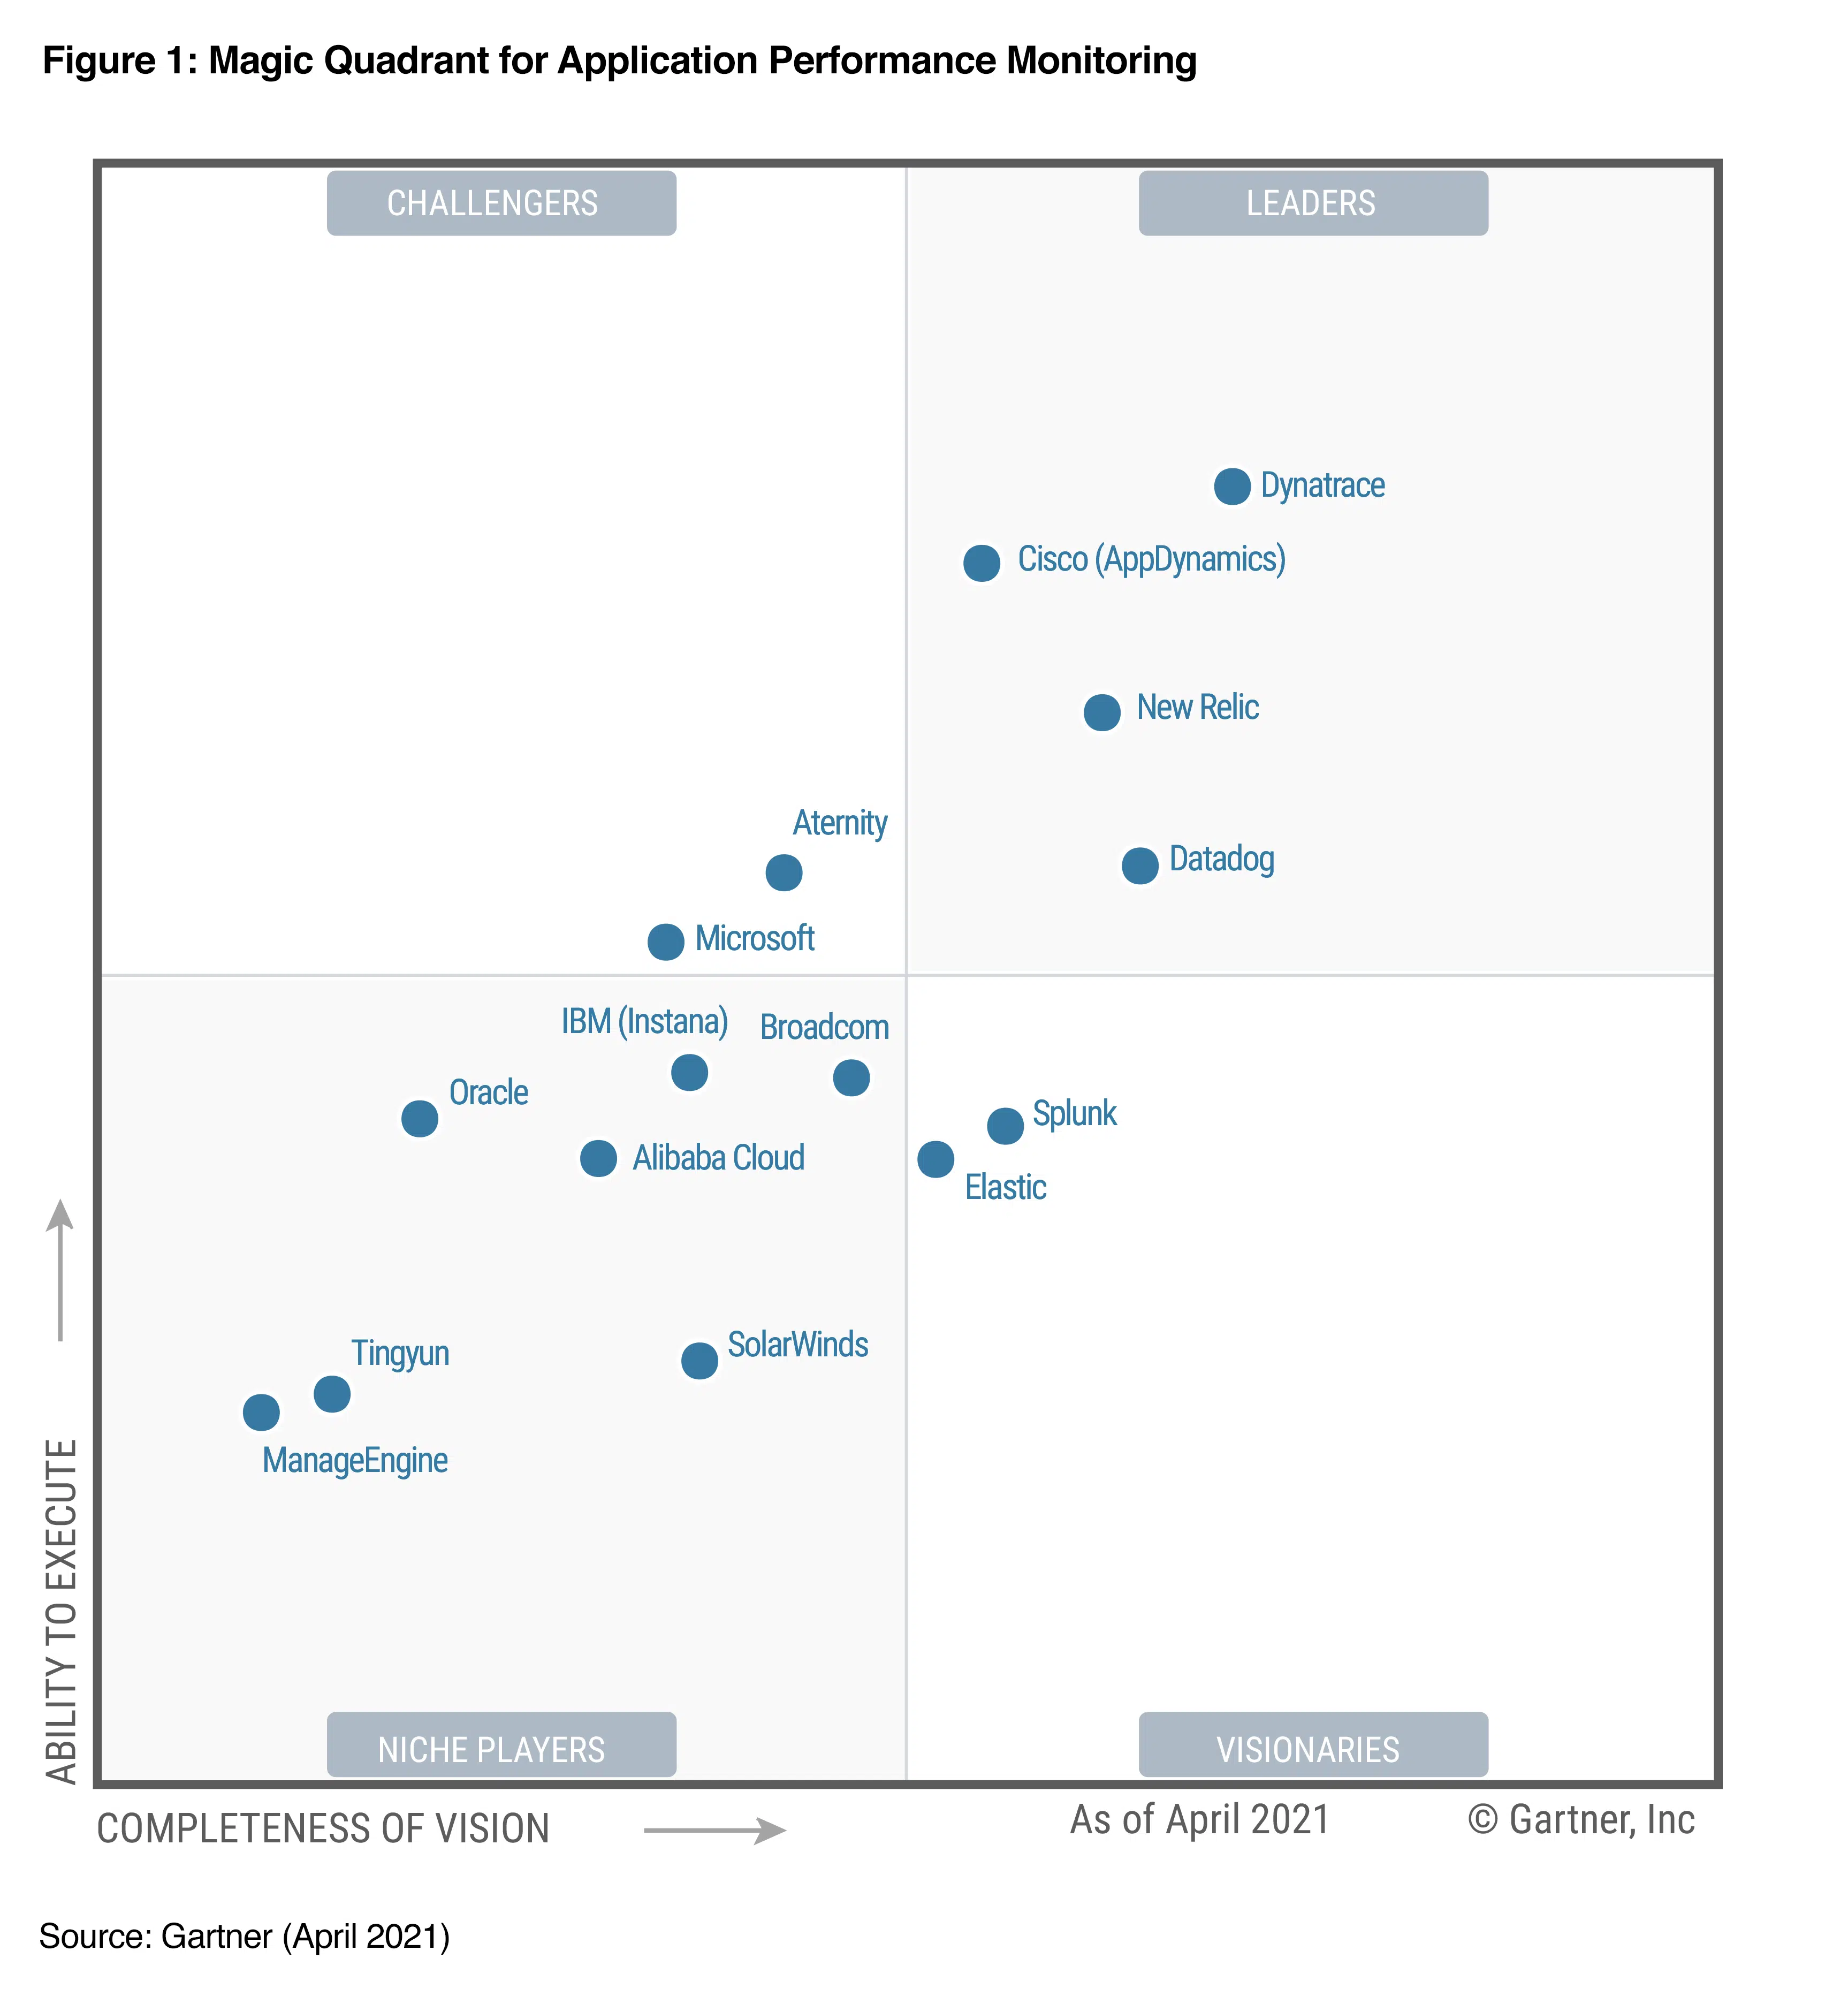 Figure 1: Magic Quadrant for Application Performance Monitoring
CHALLENGERS
LEADERS
Dynatrace
Cisco (AppDynamics)
New Relic
Aternity
Datadog
Microsoft
IBM (Instana)
Broadcom
Oracle
Splunk
Alibaba Cloud
Elastic
SolarWinds
Tingyun
ManageEngine
ABILITY TO EXECUTE
NICHE PLAYERS
VISIONARIES
COMPLETENESS OF VISION
As of April 2021
© Gartner, Inc
Source: Gartner (April 2021)